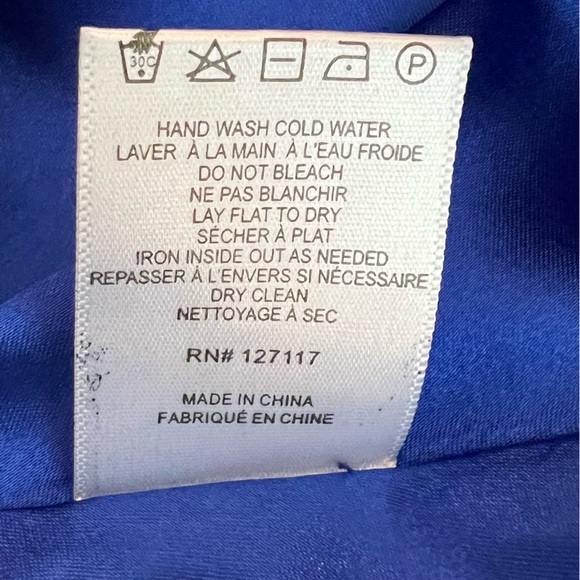 30C P
HAND WASH COLD WATER
LAVER À LA MAIN À L'EAU FROIDE
DO NOT BLEACH
NE PAS BLANCHIR
LAY FLAT TO DRY
SÉCHER À PLAT
IRON INSIDE OUT AS NEEDED
REPASSER À L'ENVERS SI NÉCESSAIRE
DRY CLEAN
NETTOYAGE À SEC
RN# 127117
MADE IN CHINA
FABRIQUÉ EN CHINE